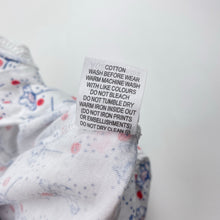 COTTON
WASH BEFORE WEAR
WARM MACHINE WASH
WITH LIKE COLOURS
DO NOT BLEACH
DO NOT TUMBLE DRY
WARM IRON INSIDE OUT
(DO NOT IRON PRINTS
OR EMBELLISHMENTS)
DO NOT DRY CLEAN